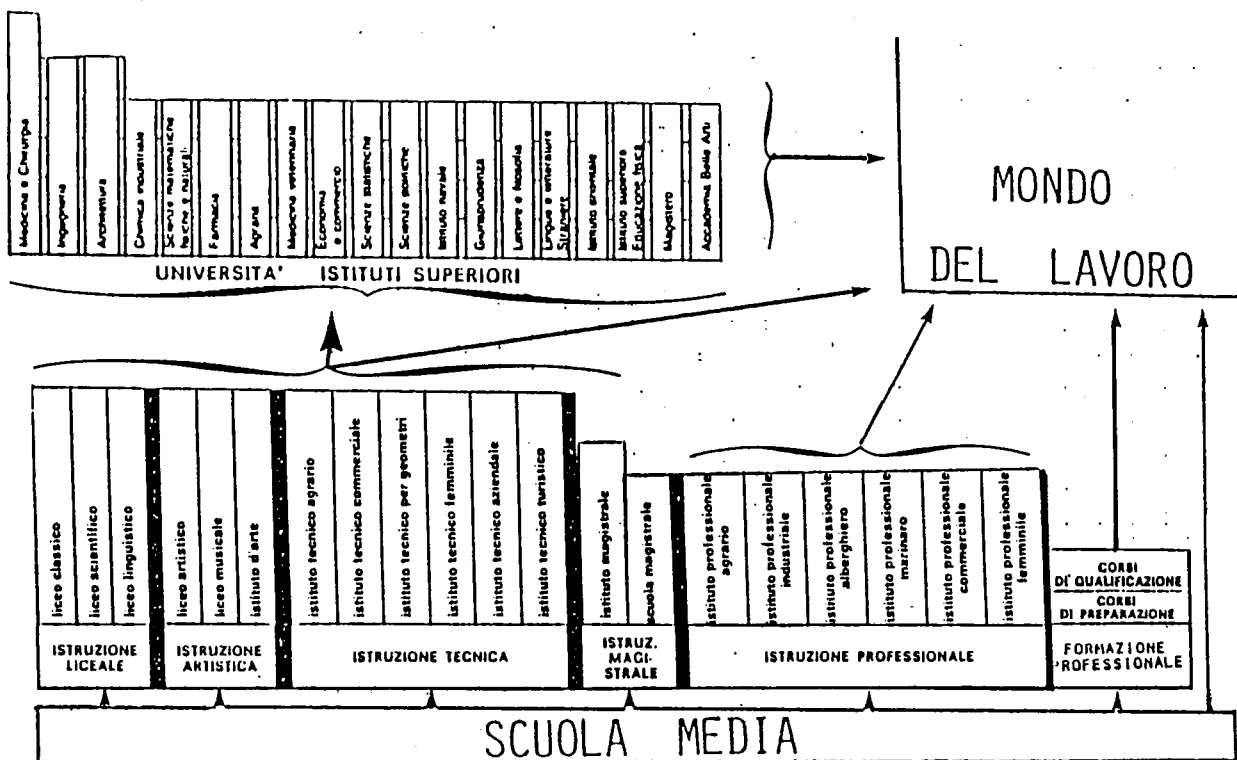 Medicina e Chirurgia
Ingegneria
Architettura
Chimica industriale
Scienze matematiche
fisiche e naturali
Farmacia
Agraria
Medicina veterinaria
Economia
e commercio
Scienze statistiche
Scienze politiche
Istituto navale
Giurisprudenza
Lettere e filosofia
Lingue e letterature
Straniere
Istituto orientale
Istituto superiore
Educazione fisica
Magistero
Accademia Belle Arti
UNIVERSITA' ISTITUTI SUPERIORI
MONDO
DEL LAVORO
liceo classico
liceo scientifico
liceo linguistico
liceo artistico
liceo musicale
istituto d'arte
istituto tecnico agrario
istituto tecnico commerciale
istituto tecnico per geometri
istituto tecnico femminile
istituto tecnico aziendale
istituto tecnico turistico
istituto magistrale
scuola magistrale
istituto professionale
agrario
istituto professionale
industriale
istituto professionale
alberghiero
istituto professionale
marinaro
istituto professionale
commerciale
istituto professionale
femminile
CORSI
DI QUALIFICAZIONE
CORSI
DI PREPARAZIONE
ISTRUZIONE
LICEALE
ISTRUZIONE
ARTISTICA
ISTRUZIONE TECNICA
ISTRUZ.
MAGI-
STRALE
ISTRUZIONE PROFESSIONALE
FORMAZIONE
PROFESSIONALE
SCUOLA MEDIA